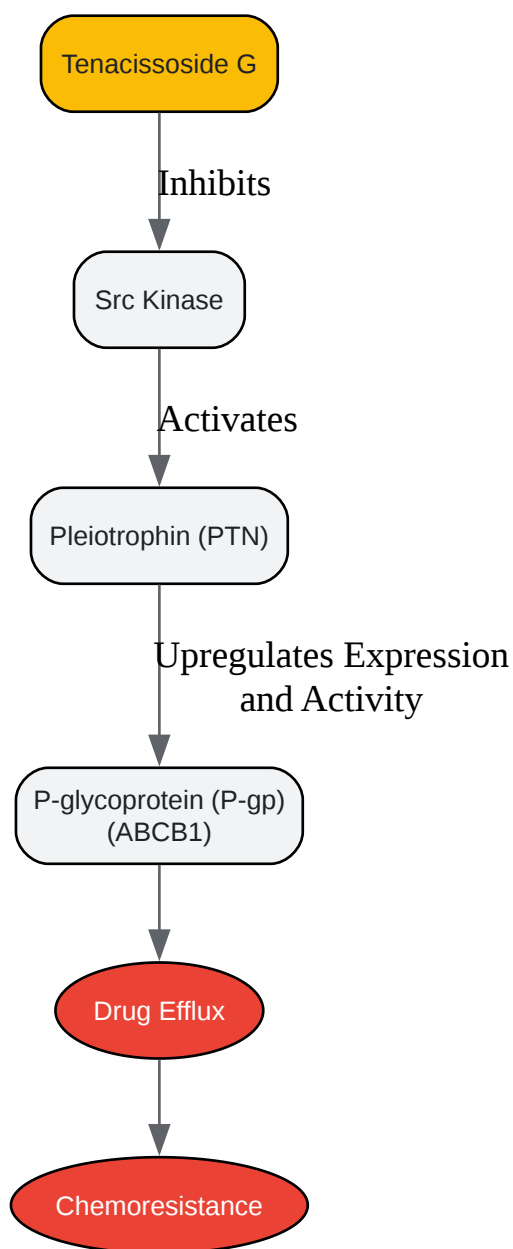 Tenacissoside G
Inhibits
Src Kinase
Activates
Pleiotrophin (PTN)
Upregulates Expression
and Activity
P-glycoprotein (P-gp)
(ABCB1)
Drug Efflux
Chemoresistance